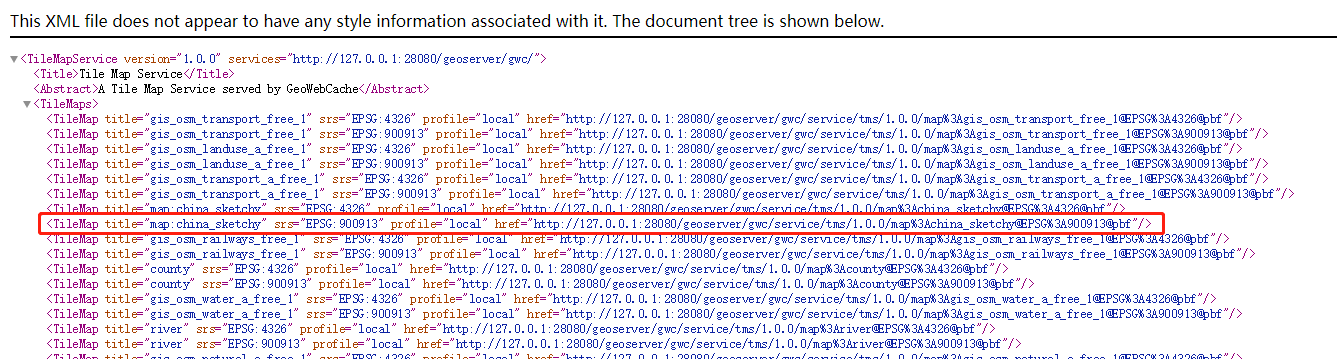 This XML file does not appear to have any style information associated with it. The document tree is shown below.
▼<TileMapService version="1.0.0" services="http://127.0.0.1:28080/geoserver/gwc/">
<Title>Tile Map Service</Title>
<Abstract>A Tile Map Service served by GeoWebCache</Abstract>
▼<TileMaps>
<TileMap title="gis_osm_transport_free_1" srs="EPSG:4326" profile="local" href="http://127.0.0.1:28080/geoserver/gwc/service/tms/1.0.0/map%3Agis_osm_transport_free_1@EPSG%3A4326@pbf"/>
<TileMap title="gis_osm_transport_free_1" srs="EPSG:900913" profile="local" href="http://127.0.0.1:28080/geoserver/gwc/service/tms/1.0.0/map%3Agis_osm_transport_free_1@EPSG%3A900913@pbf"/>
<TileMap title="gis_osm_landuse_a_free_1" srs="EPSG:4326" profile="local" href="http://127.0.0.1:28080/geoserver/gwc/service/tms/1.0.0/map%3Agis_osm_landuse_a_free_1@EPSG%3A4326@pbf"/>
<TileMap title="gis_osm_landuse_a_free_1" srs="EPSG:900913" profile="local" href="http://127.0.0.1:28080/geoserver/gwc/service/tms/1.0.0/map%3Agis_osm_landuse_a_free_1@EPSG%3A900913@pbf"/>
<TileMap title="gis_osm_transport_a_free_1" srs="EPSG:4326" profile="local" href="http://127.0.0.1:28080/geoserver/gwc/service/tms/1.0.0/map%3Agis_osm_transport_a_free_1@EPSG%3A4326@pbf"/>
<TileMap title="gis_osm_transport_a_free_1" srs="EPSG:900913" profile="local" href="http://127.0.0.1:28080/geoserver/gwc/service/tms/1.0.0/map%3Agis_osm_transport_a_free_1@EPSG%3A900913@pbf"/>
<TileMap title="map:china_sketchy" srs="EPSG:4326" profile="local" href="http://127.0.0.1:28080/geoserver/gwc/service/tms/1.0.0/map%3Achina_sketchy@EPSG%3A4326@pbf"/>
<TileMap title="map:china_sketchy" srs="EPSG:900913" profile="local" href="http://127.0.0.1:28080/geoserver/gwc/service/tms/1.0.0/map%3Achina_sketchy@EPSG%3A900913@pbf"/>
<TileMap title="gis_osm_railways_free_1" srs="EPSG:4326" profile="local" href="http://127.0.0.1:28080/geoserver/gwc/service/tms/1.0.0/map%3Agis_osm_railways_free_1@EPSG%3A4326@pbf"/>
<TileMap title="gis_osm_railways_free_1" srs="EPSG:900913" profile="local" href="http://127.0.0.1:28080/geoserver/gwc/service/tms/1.0.0/map%3Agis_osm_railways_free_1@EPSG%3A900913@pbf"/>
<TileMap title="county" srs="EPSG:4326" profile="local" href="http://127.0.0.1:28080/geoserver/gwc/service/tms/1.0.0/map%3Acounty@EPSG%3A4326@pbf"/>
<TileMap title="county" srs="EPSG:900913" profile="local" href="http://127.0.0.1:28080/geoserver/gwc/service/tms/1.0.0/map%3Acounty@EPSG%3A900913@pbf"/>
<TileMap title="gis_osm_water_a_free_1" srs="EPSG:4326" profile="local" href="http://127.0.0.1:28080/geoserver/gwc/service/tms/1.0.0/map%3Agis_osm_water_a_free_1@EPSG%3A4326@pbf"/>
<TileMap title="gis_osm_water_a_free_1" srs="EPSG:900913" profile="local" href="http://127.0.0.1:28080/geoserver/gwc/service/tms/1.0.0/map%3Agis_osm_water_a_free_1@EPSG%3A900913@pbf"/>
<TileMap title="river" srs="EPSG:4326" profile="local" href="http://127.0.0.1:28080/geoserver/gwc/service/tms/1.0.0/map%3Ariver@EPSG%3A4326@pbf"/>
<TileMap title="river" srs="EPSG:900913" profile="local" href="http://127.0.0.1:28080/geoserver/gwc/service/tms/1.0.0/map%3Ariver@EPSG%3A900913@pbf"/>